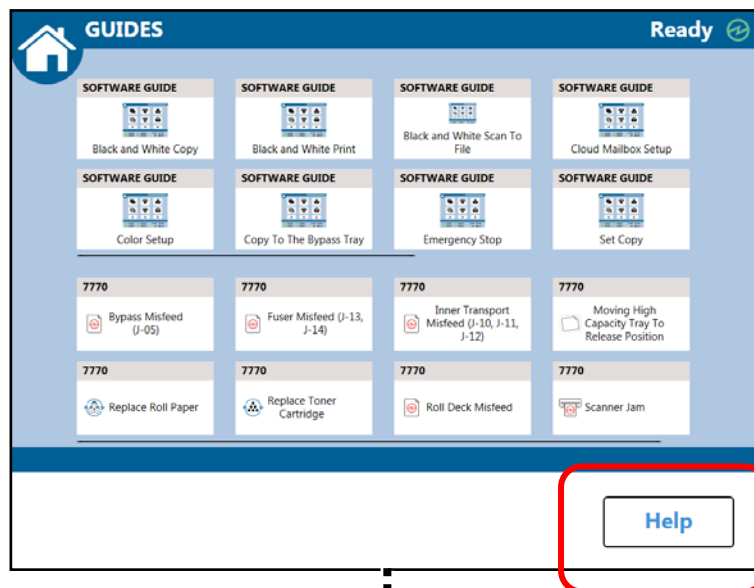 GUIDES
Ready
SOFTWARE GUIDE
Black and White Copy
SOFTWARE GUIDE
Black and White Print
SOFTWARE GUIDE
Black and White Scan To
File
SOFTWARE GUIDE
Cloud Mailbox Setup
SOFTWARE GUIDE
Color Setup
SOFTWARE GUIDE
Copy To The Bypass Tray
SOFTWARE GUIDE
Emergency Stop
SOFTWARE GUIDE
Set Copy
7770
Bypass Misfeed
(J-05)
7770
Fuser Misfeed (J-13,
J-14)
7770
Inner Transport
Misfeed (J-10, J-11,
J-12)
7770
Moving High
Capacity Tray To
Release Position
7770
Replace Roll Paper
7770
Replace Toner
Cartridge
7770
Roll Deck Misfeed
7770
Scanner Jam
Help